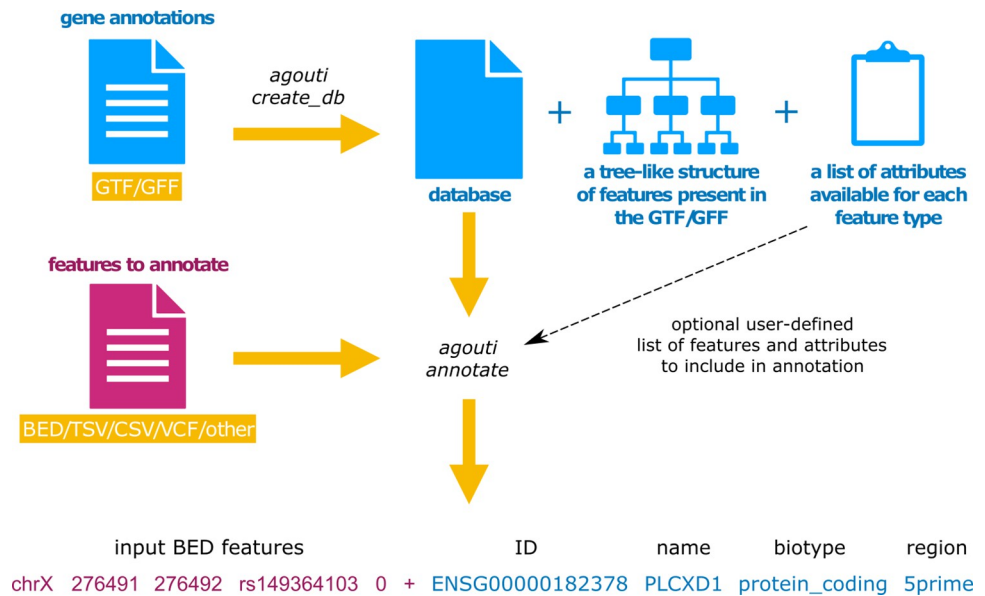 gene annotations
GTF/GFF
agouti
create_db
database
+
a tree-like structure
of features present in
the GTF/GFF
+
a list of attributes
available for each
feature type
features to annotate
BED/TSV/CSV/VCF/other
agouti
annotate
optional user-defined
list of features and attributes
to include in annotation
input BED features ID name biotype region
chrX 276491 276492 rs149364103 0 + ENSG00000182378 PLCXD1 protein_coding 5prime